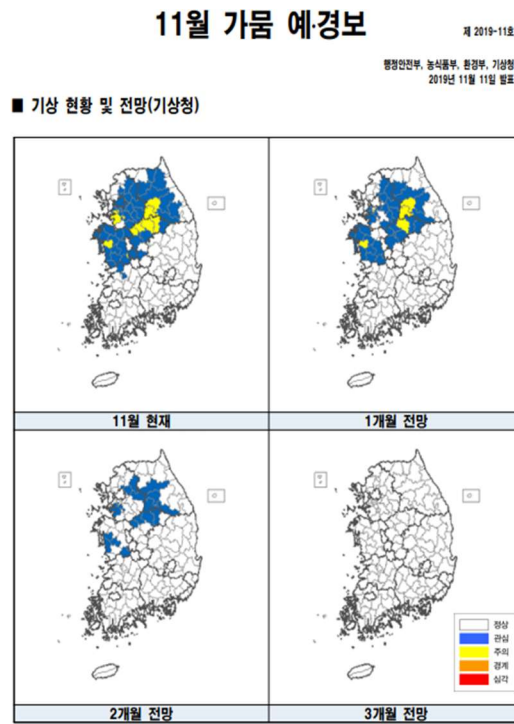 11월 가뭄 예·경보
제 2019-11호
행정안전부, 농식품부, 환경부, 기상청
2019년 11월 11일 발표
■ 기상 현황 및 전망(기상청)
11월 현재
1개월 전망
2개월 전망
정상
관심
주의
경계
심각
3개월 전망